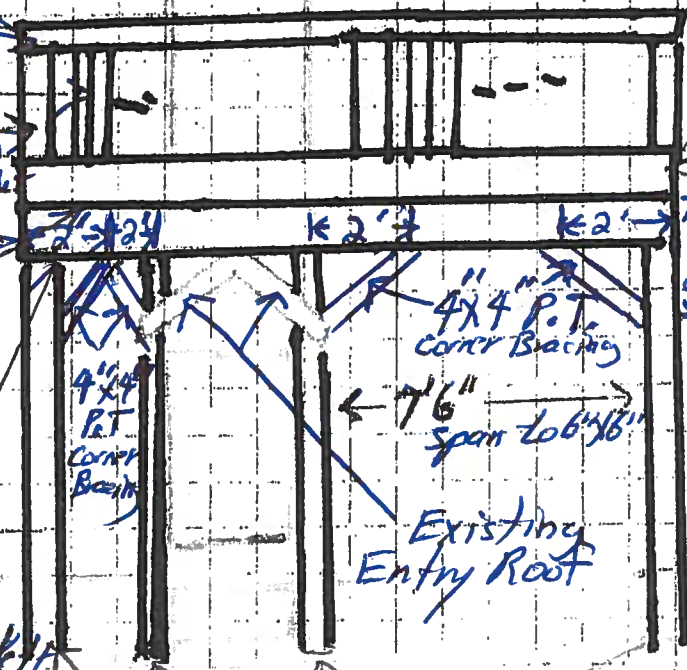 2' 2' 2' 2'
4"x4" P.T.
Corner Bracing
4"x4"
P.T
Corner
Bracing
7'6"
span to 6"x6"
Existing
Entry Roof